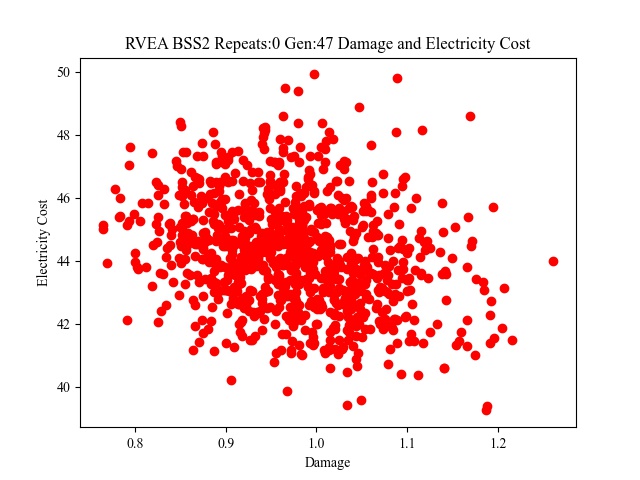 RVEA BSS2 Repeats:0 Gen:47 Damage and Electricity Cost
50
48
46
44
42
40
Electricity Cost
0.8 0.9 1.0 1.1 1.2
Damage